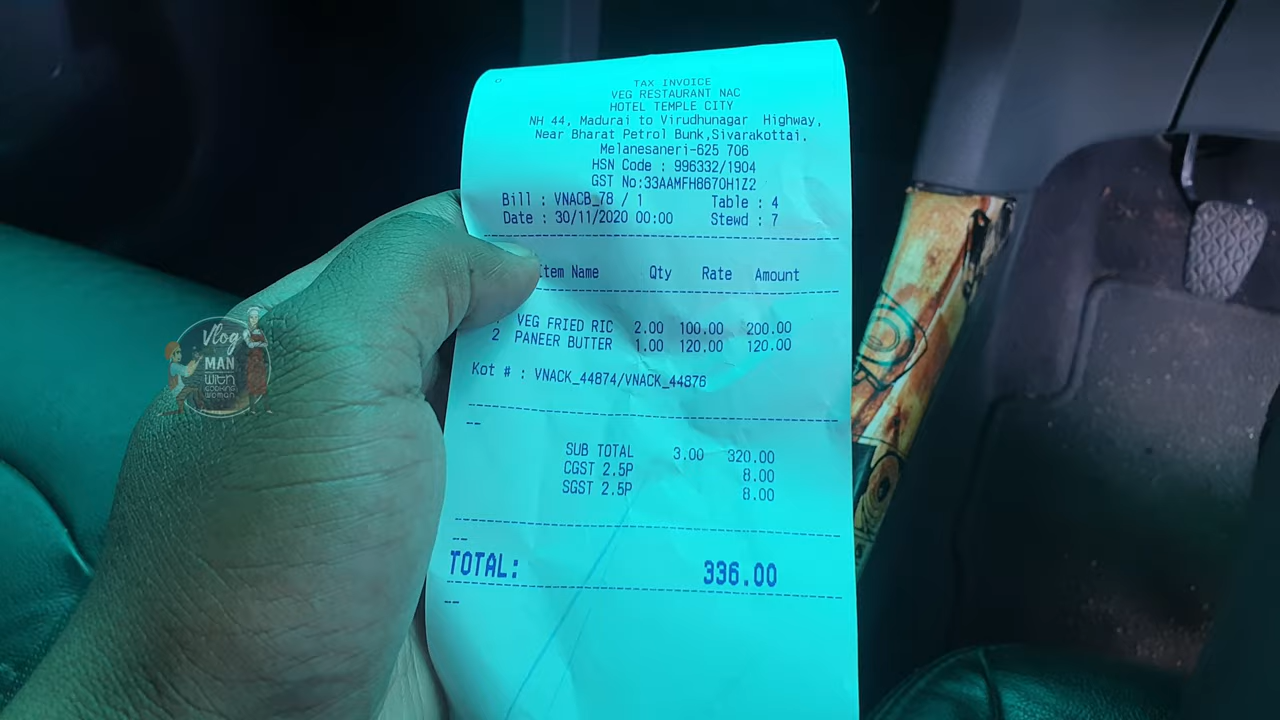 TAX INVOICE
VEG RESTAURANT NAC
HOTEL TEMPLE CITY
NH 44, Madurai to Virudhunagar Highway,
Near Bharat Petrol Bunk,Sivarakottai.
Melanesaneri-625 706
HSN Code : 996332/1904
GST No:33AAMFH8670H1Z2
Bill : VNACB_78 / 1 Table : 4
Date : 30/11/2020 00:00 Stewd : 7
Item Name Qty Rate Amount
VEG FRIED RIC 2.00 100.00 200.00
2 PANEER BUTTER 1.00 120.00 120.00
Kot # : VNACK_44874/VNACK_44876
SUB TOTAL 3.00 320.00
CGST 2.5P 8.00
SGST 2.5P 8.00
TOTAL: 336.00
Vlog
MAN
WITH
COOKING
WOMAN